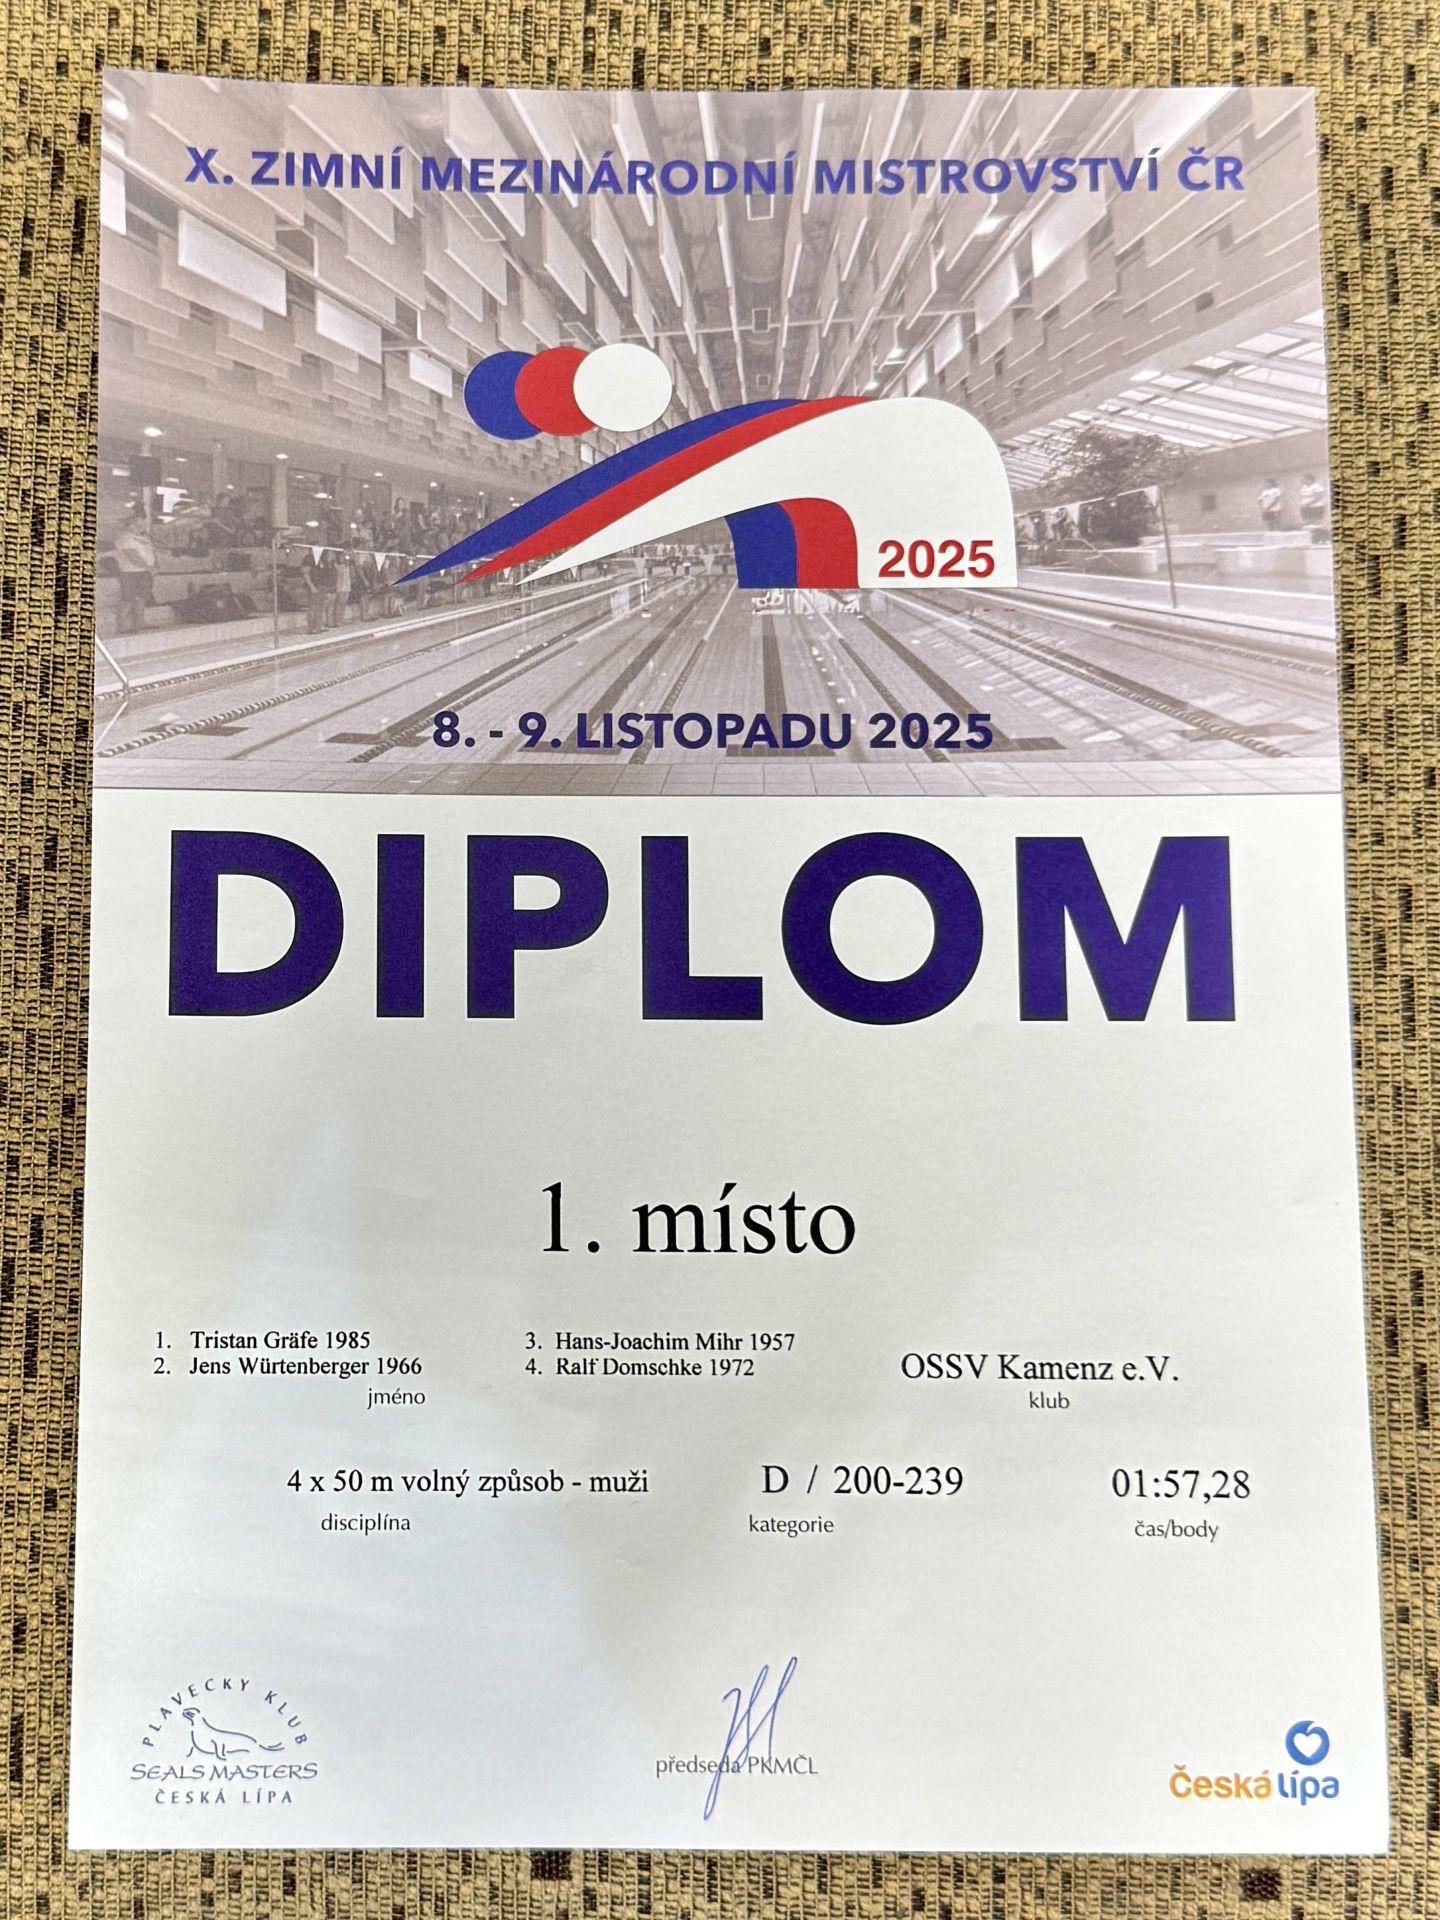 X. ZIMNÍ MEZINÁRODNÍ MISTROVSTVÍ ČR
2025
8. - 9. LISTOPADU 2025
DIPLOM
1. místo
1. Tristan Gräfe 1985
2. Jens Würtenberger 1966
jméno
3. Hans-Joachim Mihr 1957
4. Ralf Domschke 1972
OSSV Kamenz e.V.
klub
4 x 50 m volný způsob - muži
disciplína
D / 200-239
kategorie
01:57,28
čas/body
PLAVECKÝ KLUB
SEALS MASTERS
ČESKÁ LÍPA
předseda PKMČL
Česká lípa